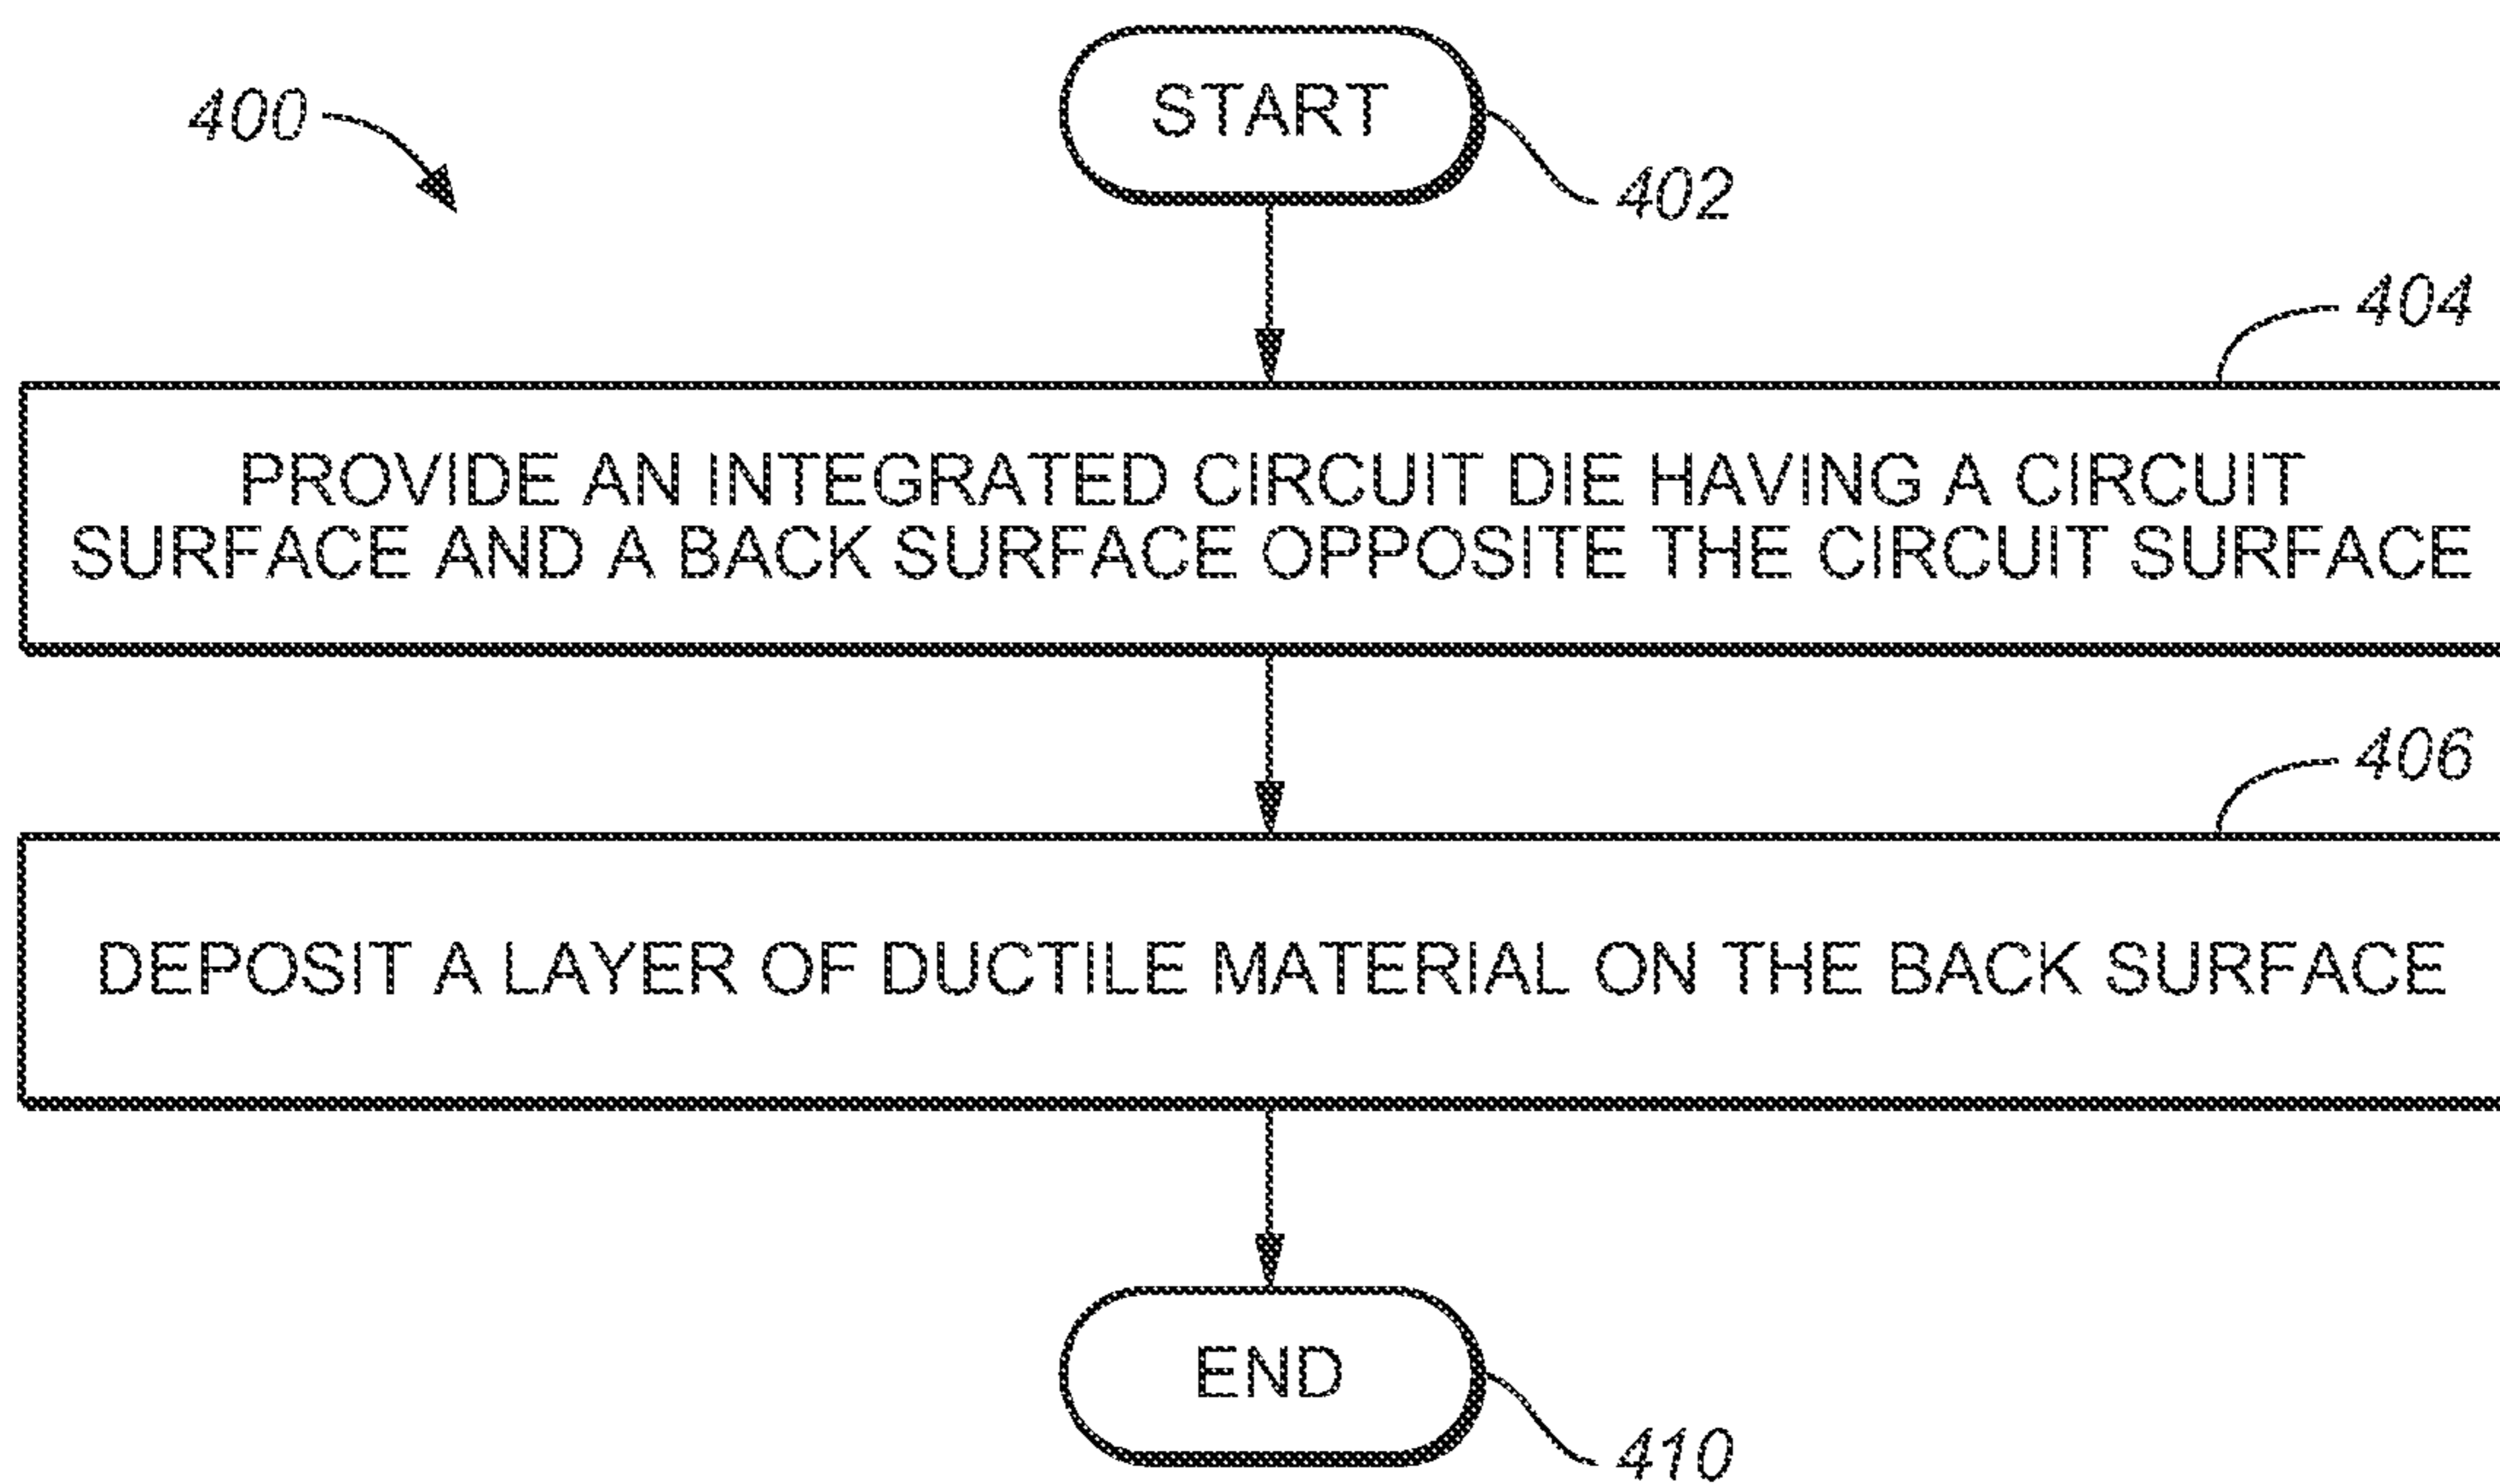 400
START
402
404
PROVIDE AN INTEGRATED CIRCUIT DIE HAVING A CIRCUIT
SURFACE AND A BACK SURFACE OPPOSITE THE CIRCUIT SURFACE
406
DEPOSIT A LAYER OF DUCTILE MATERIAL ON THE BACK SURFACE
END
410